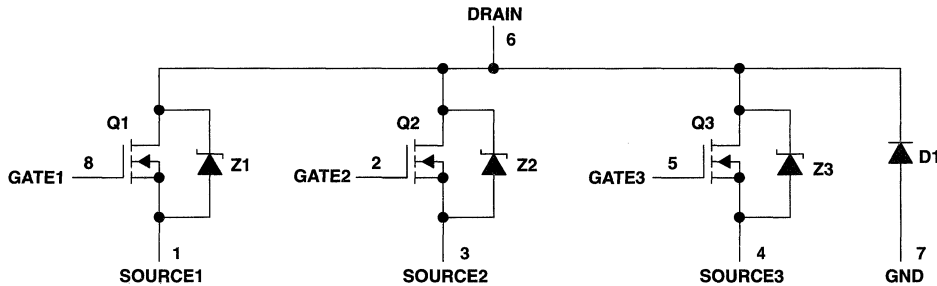 DRAIN
6
Q1
Q2
Q3
8
2
5
Z1
Z2
Z3
D1
GATE1
GATE2
GATE3
1
3
4
7
SOURCE1
SOURCE2
SOURCE3
GND